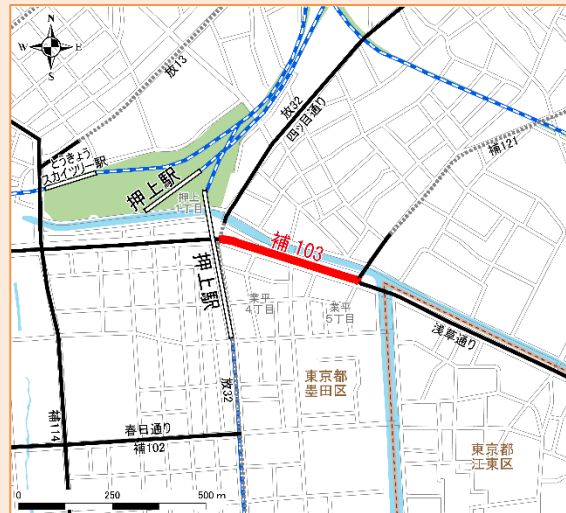 N
W E
S
放13
とうきょう
スカイツリー駅
押上駅
押上
1丁目
放32
四ツ目通り
補121
補103
押上駅
業平
4丁目
業平
5丁目
浅草通り
放32
東京都
墨田区
春日通り
補102
補114
東京都
江東区
0 250 500 m